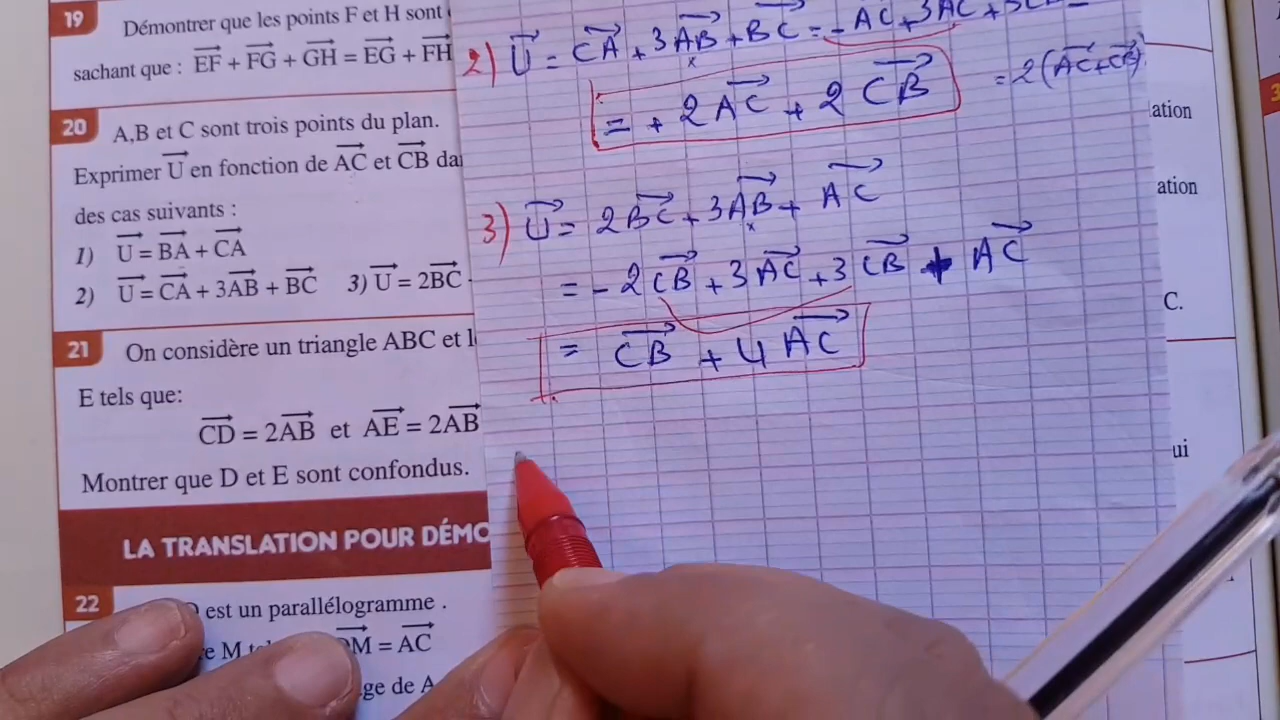 19 Démontrer que les points F et H sont
sachant que : EF + FG + GH = EG + FH
20 A,B et C sont trois points du plan.
Exprimer U en fonction de AC et CB da
des cas suivants :
1) U = BA + CA
2) U = CA + 3AB + BC 3) U = 2BC
21 On considère un triangle ABC et l
E tels que:
CD = 2AB et AE = 2AB
Montrer que D et E sont confondus.
LA TRANSLATION POUR DÉMO
22 est un parallélogramme .
M = AC
ge de A
2) U = CA + 3AB + BC = - AC + 3AC +
= + 2AC + 2 CB = 2(AC+CB)
3) U = 2BC + 3AB + AC
= - 2CB + 3AC + 3CB + AC
= CB + 4AC
lation
ation
C.
ui